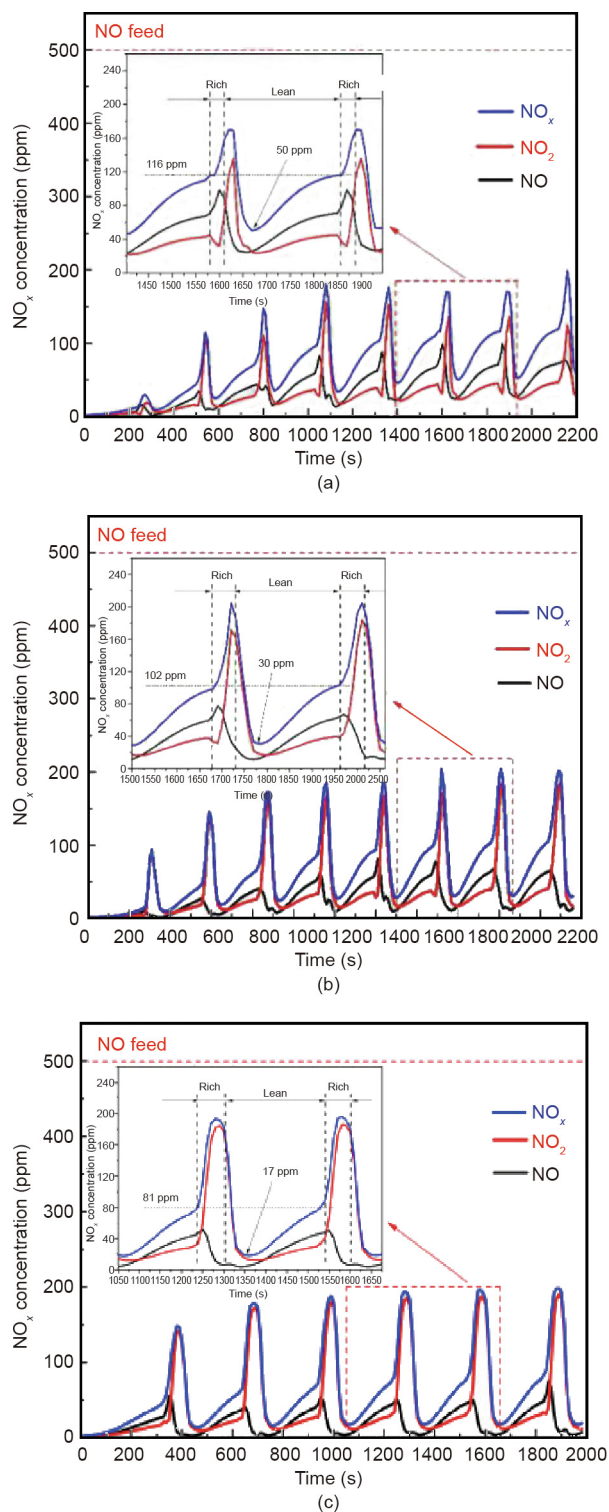 NO feed
500
400
300
200
100
0
NOx concentration (ppm)
Rich
Lean
Rich
116 ppm
50 ppm
240
200
160
120
80
40
0
NOx concentration (ppm)
1450 1500 1550 1600 1650 1700 1750 1800 1850 1900
Time (s)
NOx
NO2
NO
0 200 400 600 800 1000 1200 1400 1600 1800 2000 2200
Time (s)
(a)
NO feed
500
400
300
200
100
0
NOx concentration (ppm)
Rich
Lean
Rich
102 ppm
30 ppm
240
200
160
120
80
40
0
NOx concentration (ppm)
1500 1550 1600 1650 1700 1750 1800 1850 1900 1950 2000 2050
Time (s)
NOx
NO2
NO
0 200 400 600 800 1000 1200 1400 1600 1800 2000 2200
Time (s)
(b)
NO feed
500
400
300
200
100
0
NOx concentration (ppm)
Rich
Lean
Rich
81 ppm
17 ppm
240
200
160
120
80
40
0
NOx concentration (ppm)
1050 1100 1150 1200 1250 1300 1350 1400 1450 1500 1550 1600 1650
Time (s)
NOx
NO2
NO
0 200 400 600 800 1000 1200 1400 1600 1800 2000
Time (s)
(c)